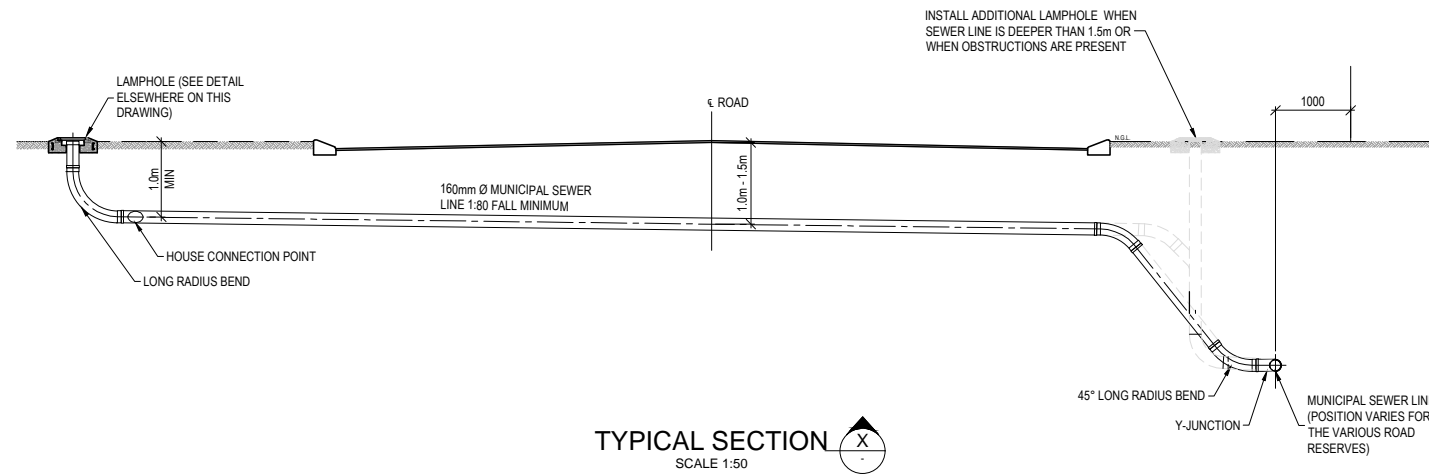 INSTALL ADDITIONAL LAMPHOLE WHEN
SEWER LINE IS DEEPER THAN 1.5m OR
WHEN OBSTRUCTIONS ARE PRESENT
LAMPHOLE (SEE DETAIL
ELSEWHERE ON THIS
DRAWING)
℄ ROAD
1000
N.G.L.
1.0m
MIN
160mm Ø MUNICIPAL SEWER
LINE 1:80 FALL MINIMUM
1.0m - 1.5m
HOUSE CONNECTION POINT
LONG RADIUS BEND
45° LONG RADIUS BEND
Y-JUNCTION
MUNICIPAL SEWER LIN
(POSITION VARIES FOR
THE VARIOUS ROAD
RESERVES)
TYPICAL SECTION
SCALE 1:50
X
-